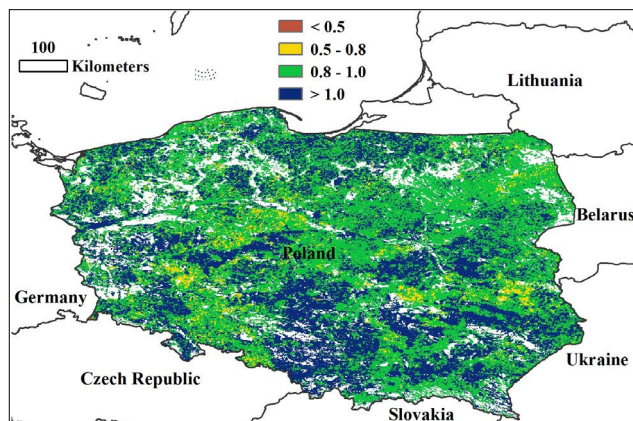 < 0.5
0.5 - 0.8
0.8 - 1.0
> 1.0
100
Kilometers
Lithuania
Belarus
Poland
Germany
Ukraine
Czech Republic
Slovakia